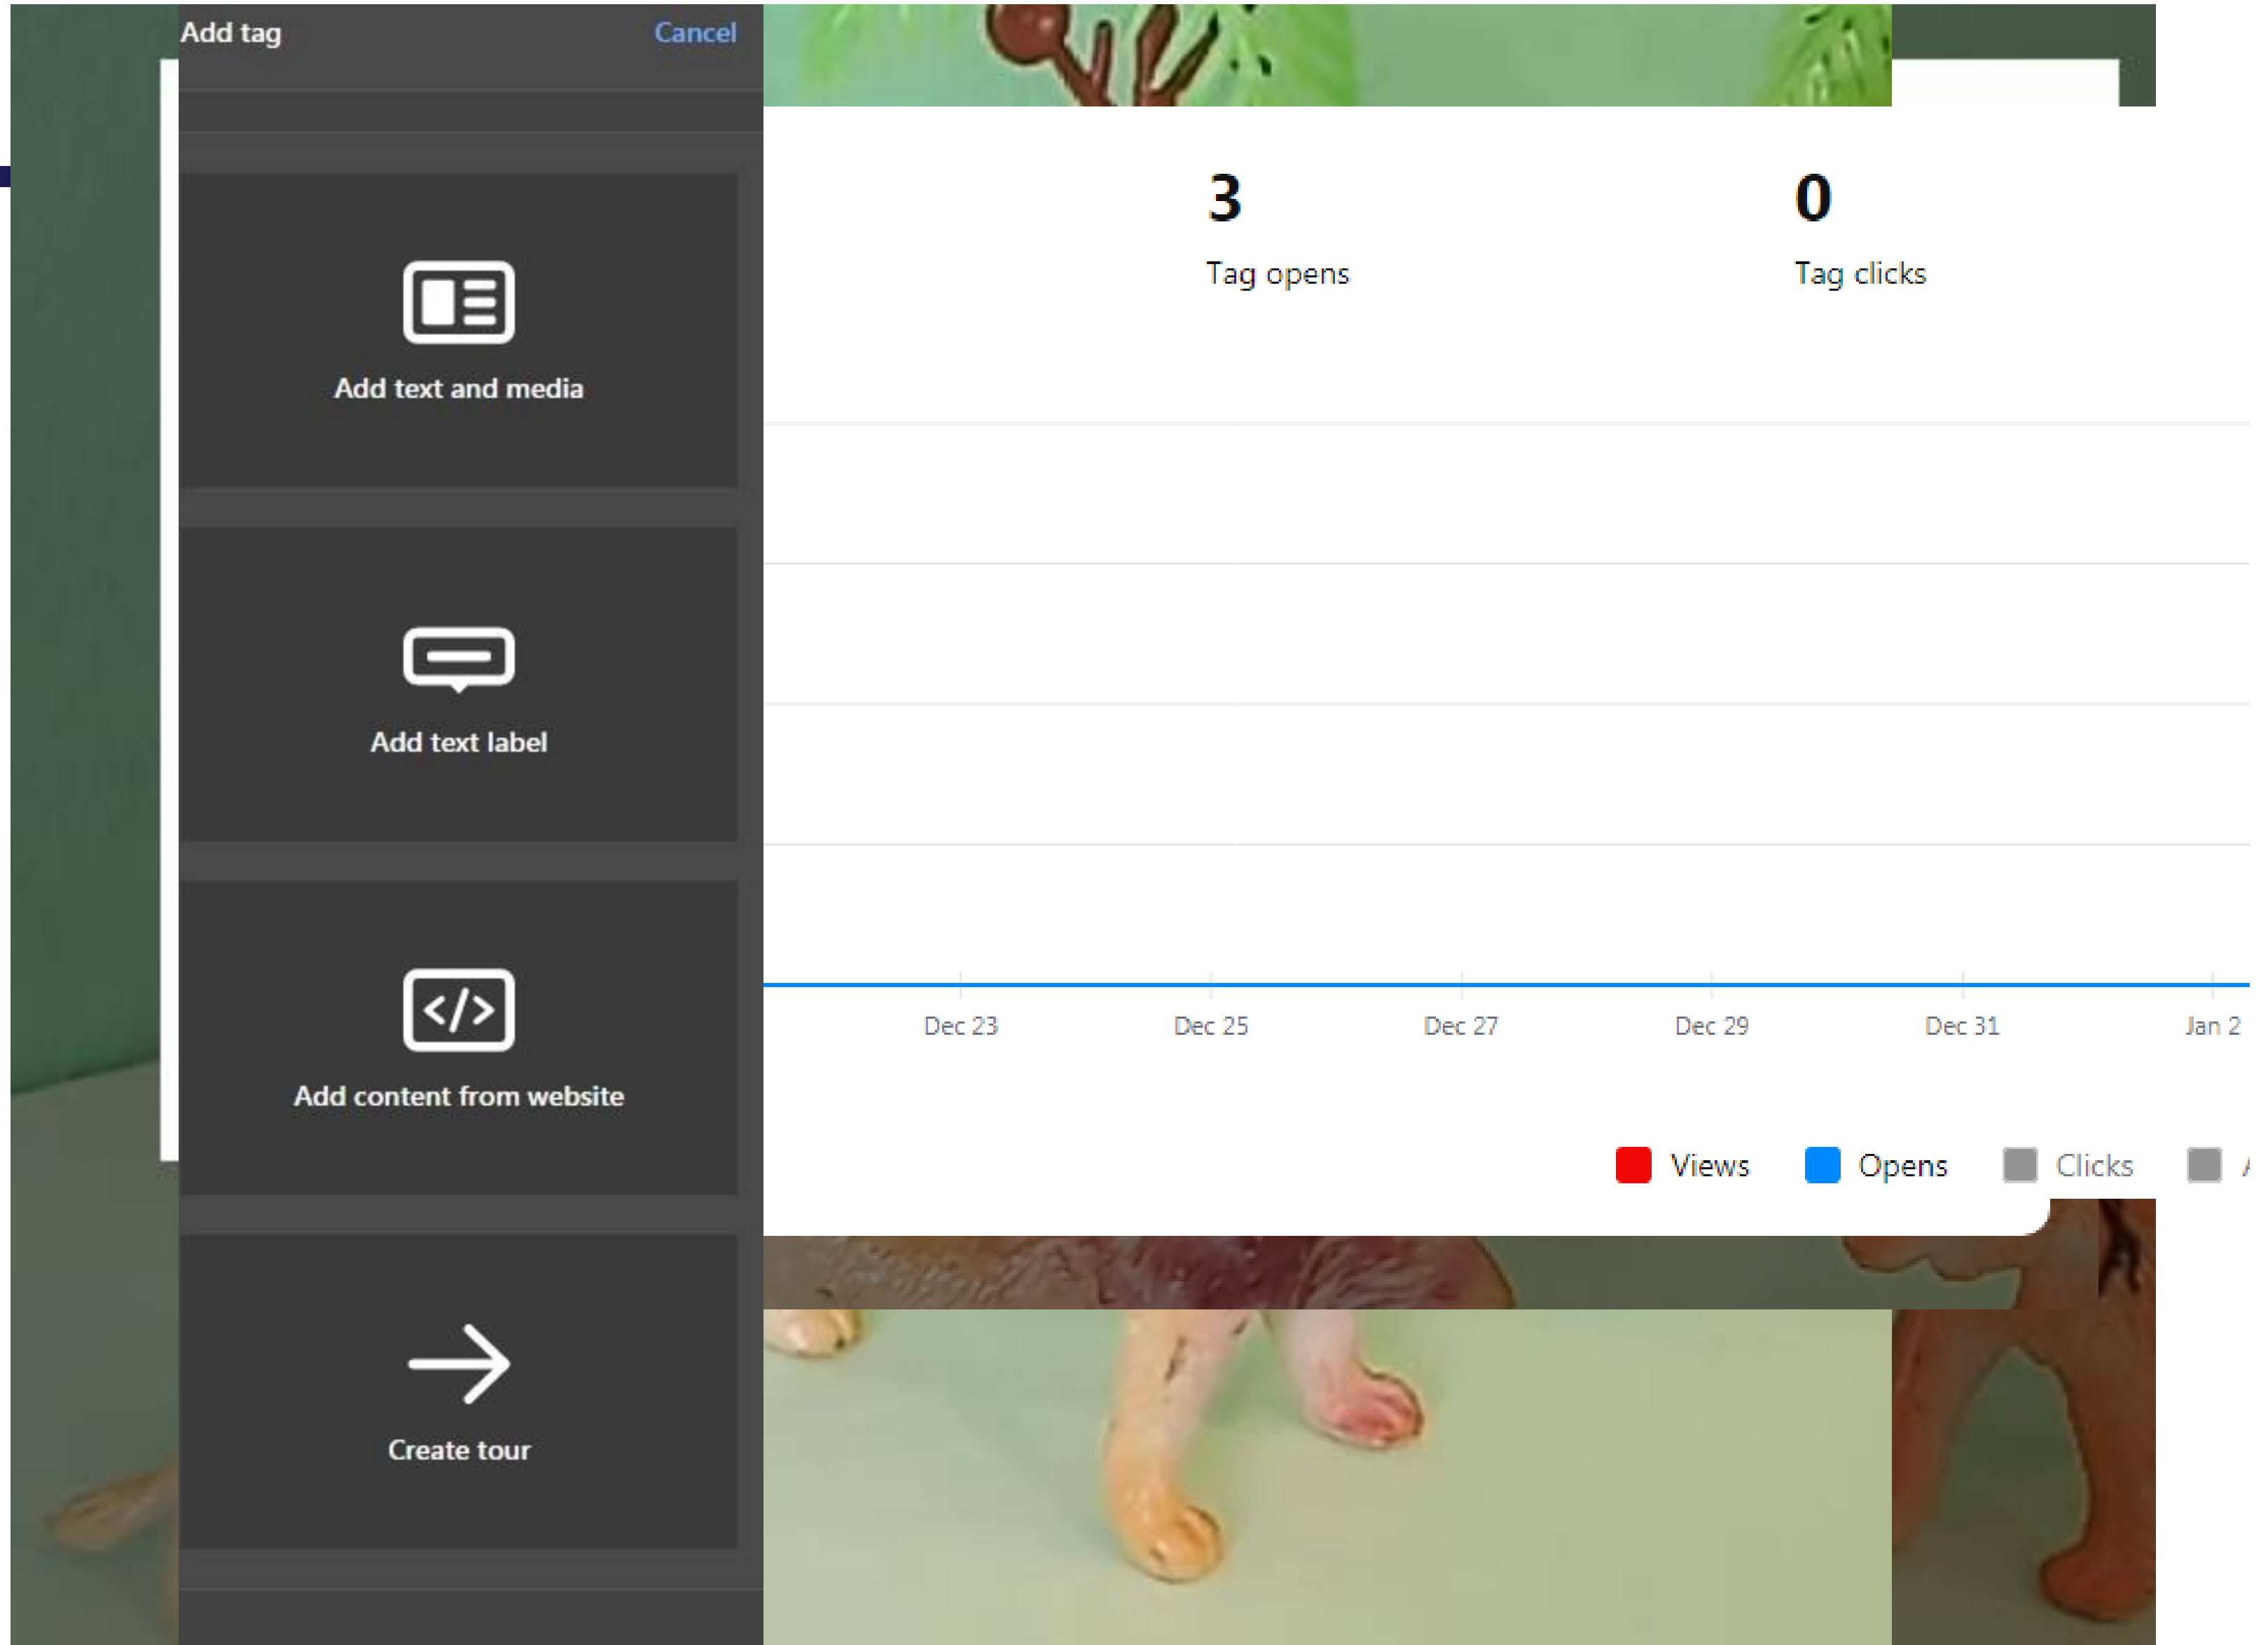 Add tag
Cancel
Add text and media
Add text label
Add content from website
Create tour
3
0
Tag opens
Tag clicks
Dec 23
Dec 25
Dec 27
Dec 29
Dec 31
Jan 2
Views
Opens
Clicks